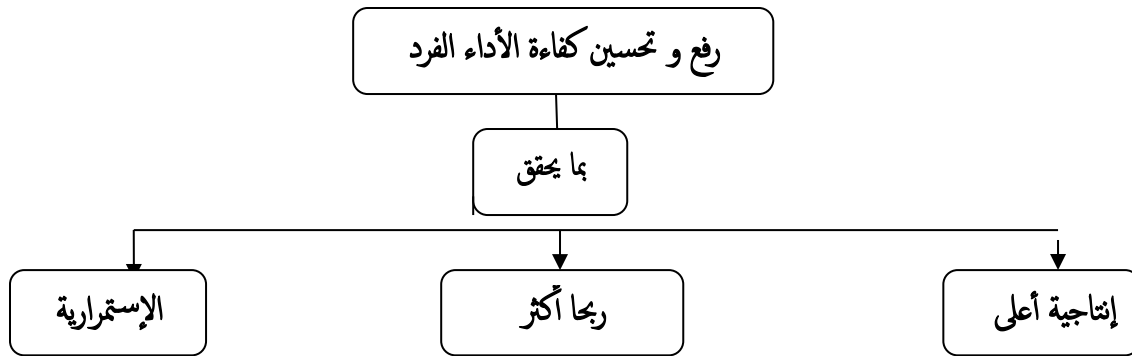 رفع و تحسين كفاءة الأداء الفرد
بما يحقق
إنتاجية أعلى
ربحا أكثر
الإستمرارية